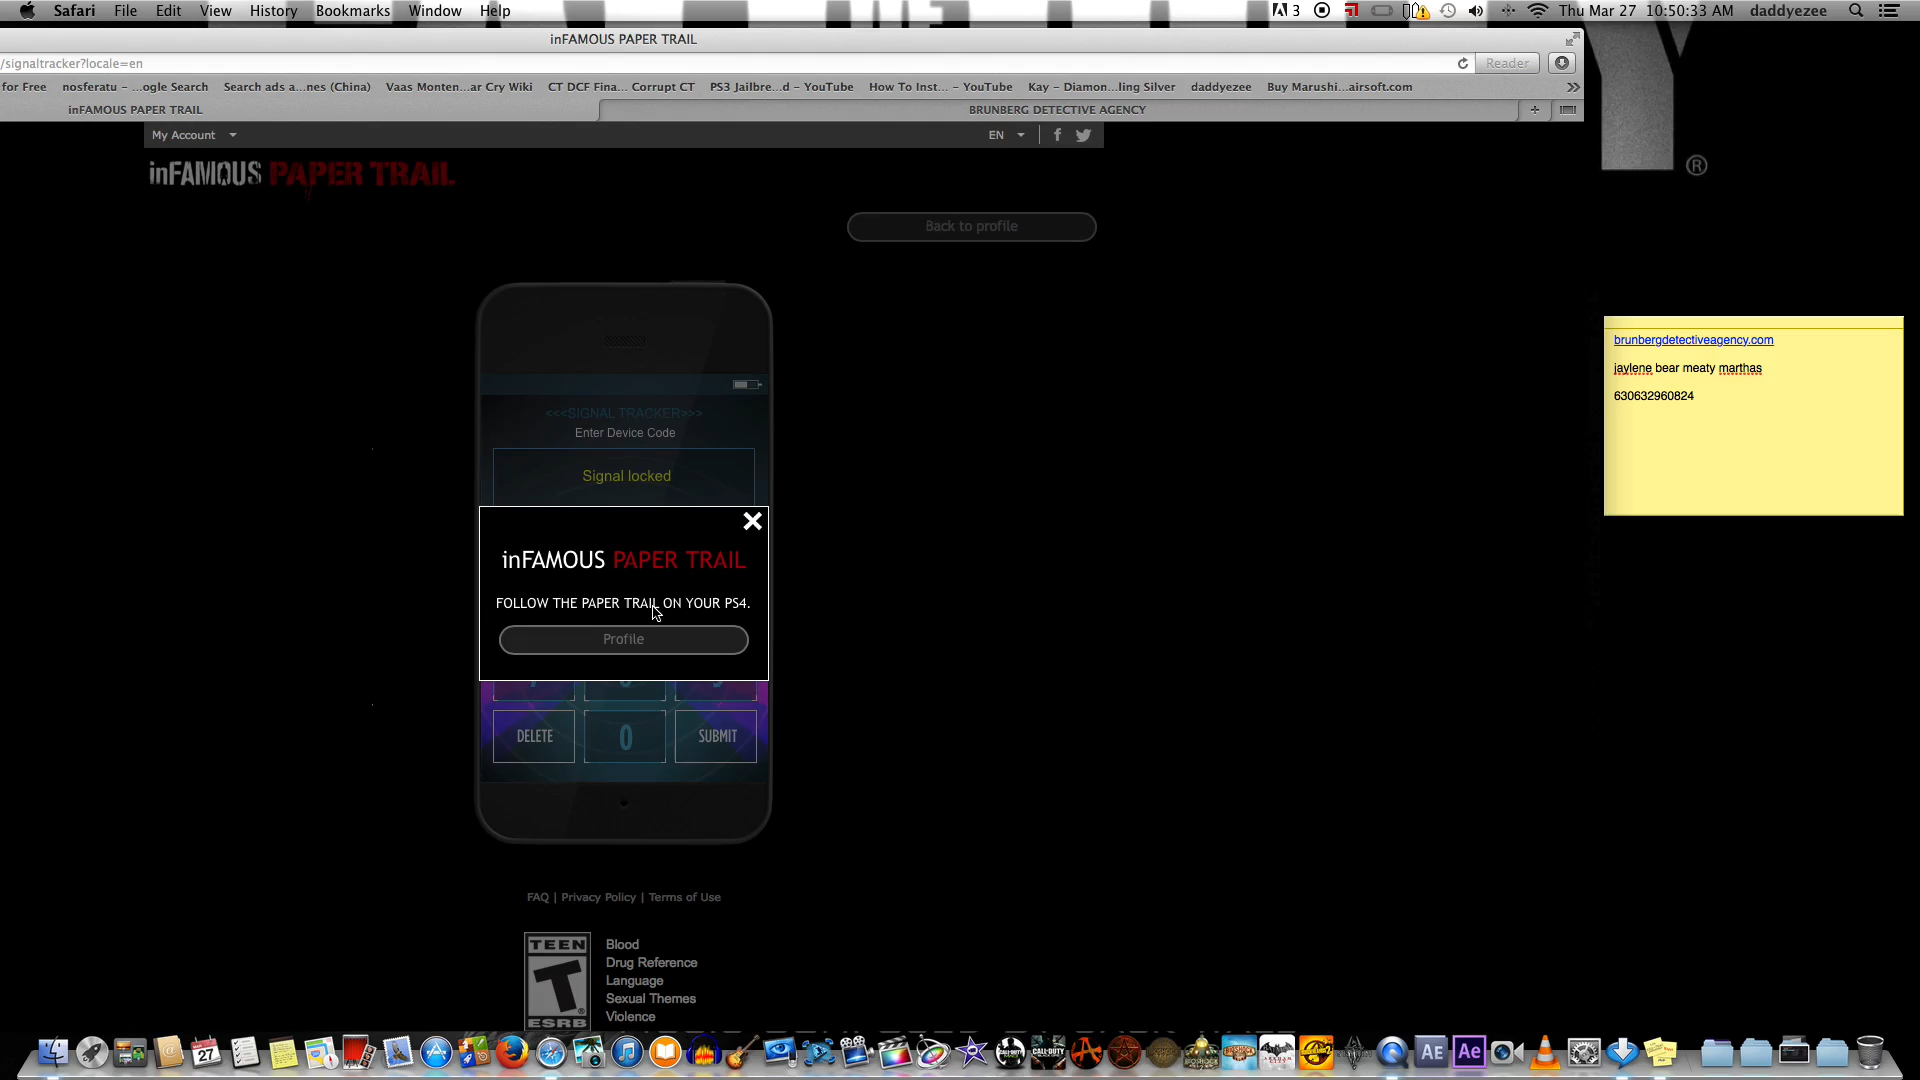 Safari File Edit View History Bookmarks Window Help
3 Thu Mar 27 10:50:33 AM daddyezee
inFAMOUS PAPER TRAIL
/signaltracker?locale=en
Reader
for Free nosferatu – ...ogle Search Search ads a...nes (China) Vaas Monten...ar Cry Wiki CT DCF Fina... Corrupt CT PS3 Jailbre...d – YouTube How To Inst... – YouTube Kay – Diamon...ling Silver daddyezee Buy Marushi...airsoft.com
inFAMOUS PAPER TRAIL
BRUNBERG DETECTIVE AGENCY
My Account
EN
inFAMOUS PAPER TRAIL
®
Back to profile
brunbergdetectiveagency.com
jaylene bear meaty marthas
630632960824
<<<SIGNAL TRACKER>>>
Enter Device Code
Signal locked
inFAMOUS PAPER TRAIL
FOLLOW THE PAPER TRAIL ON YOUR PS4.
Profile
DELETE 0 SUBMIT
FAQ | Privacy Policy | Terms of Use
TEEN
T
ESRB
Blood
Drug Reference
Language
Sexual Themes
Violence
27
AE Ae